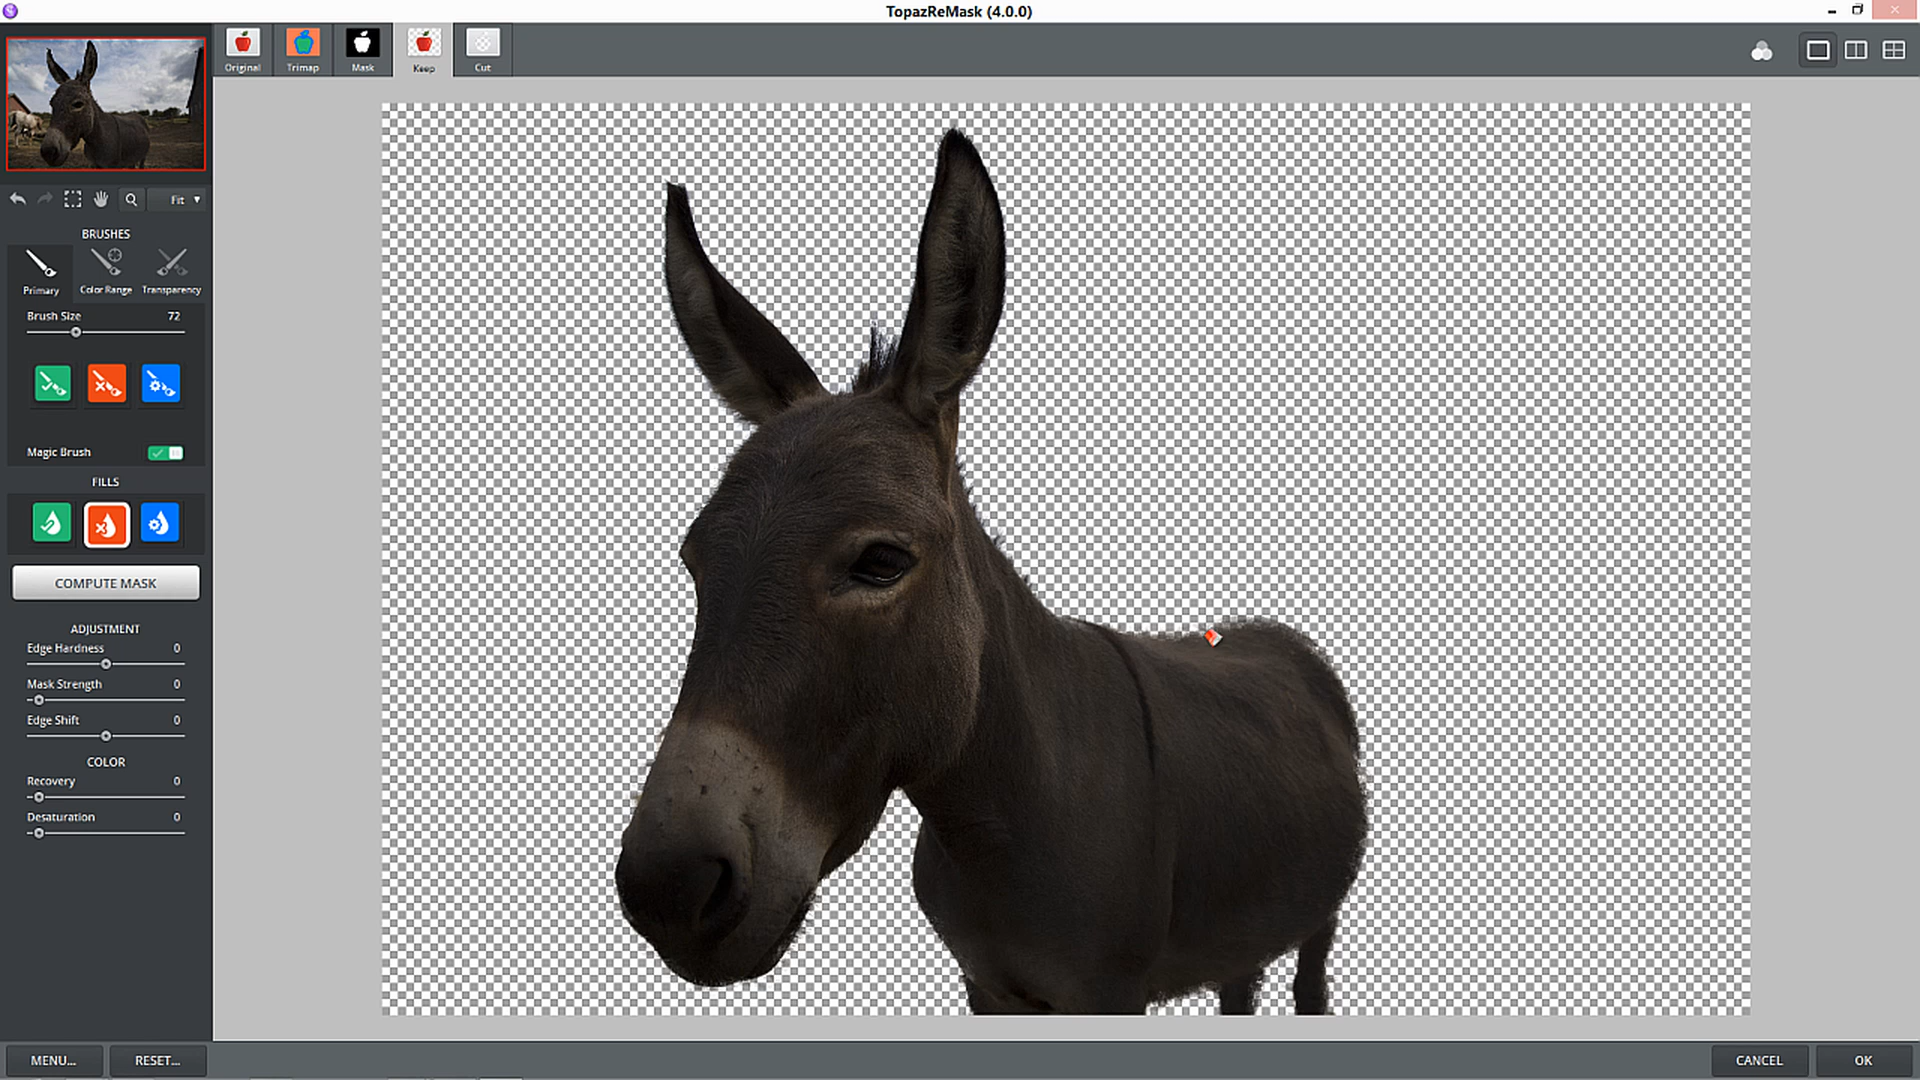 TopazReMask (4.0.0)
Original
Trimap
Mask
Keep
Cut
Fit
BRUSHES
Primary
Color Range
Transparency
Brush Size 72
Magic Brush
FILLS
COMPUTE MASK
ADJUSTMENT
Edge Hardness 0
Mask Strength 0
Edge Shift 0
COLOR
Recovery 0
Desaturation 0
MENU...
RESET...
CANCEL
OK